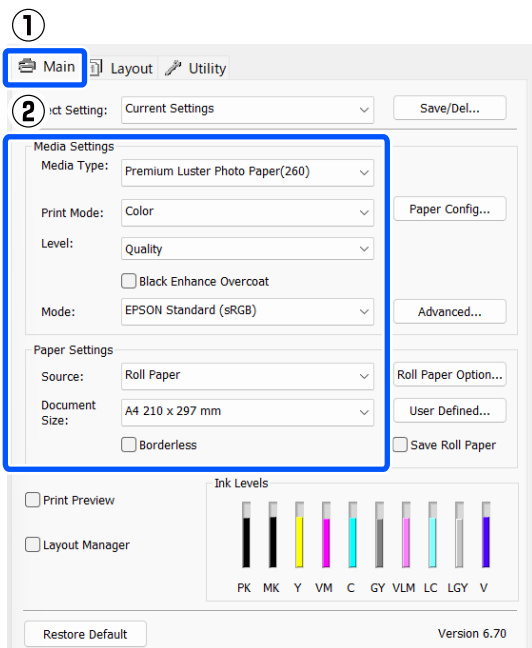 ①
Main Layout Utility
②
ect Setting: Current Settings Save/Del...
Media Settings
Media Type: Premium Luster Photo Paper(260)
Print Mode: Color Paper Config...
Level: Quality
Black Enhance Overcoat
Mode: EPSON Standard (sRGB) Advanced...
Paper Settings
Source: Roll Paper Roll Paper Option...
Document
Size: A4 210 x 297 mm User Defined...
Borderless Save Roll Paper
Ink Levels
Print Preview
Layout Manager
PK MK Y VM C GY VLM LC LGY V
Restore Default Version 6.70